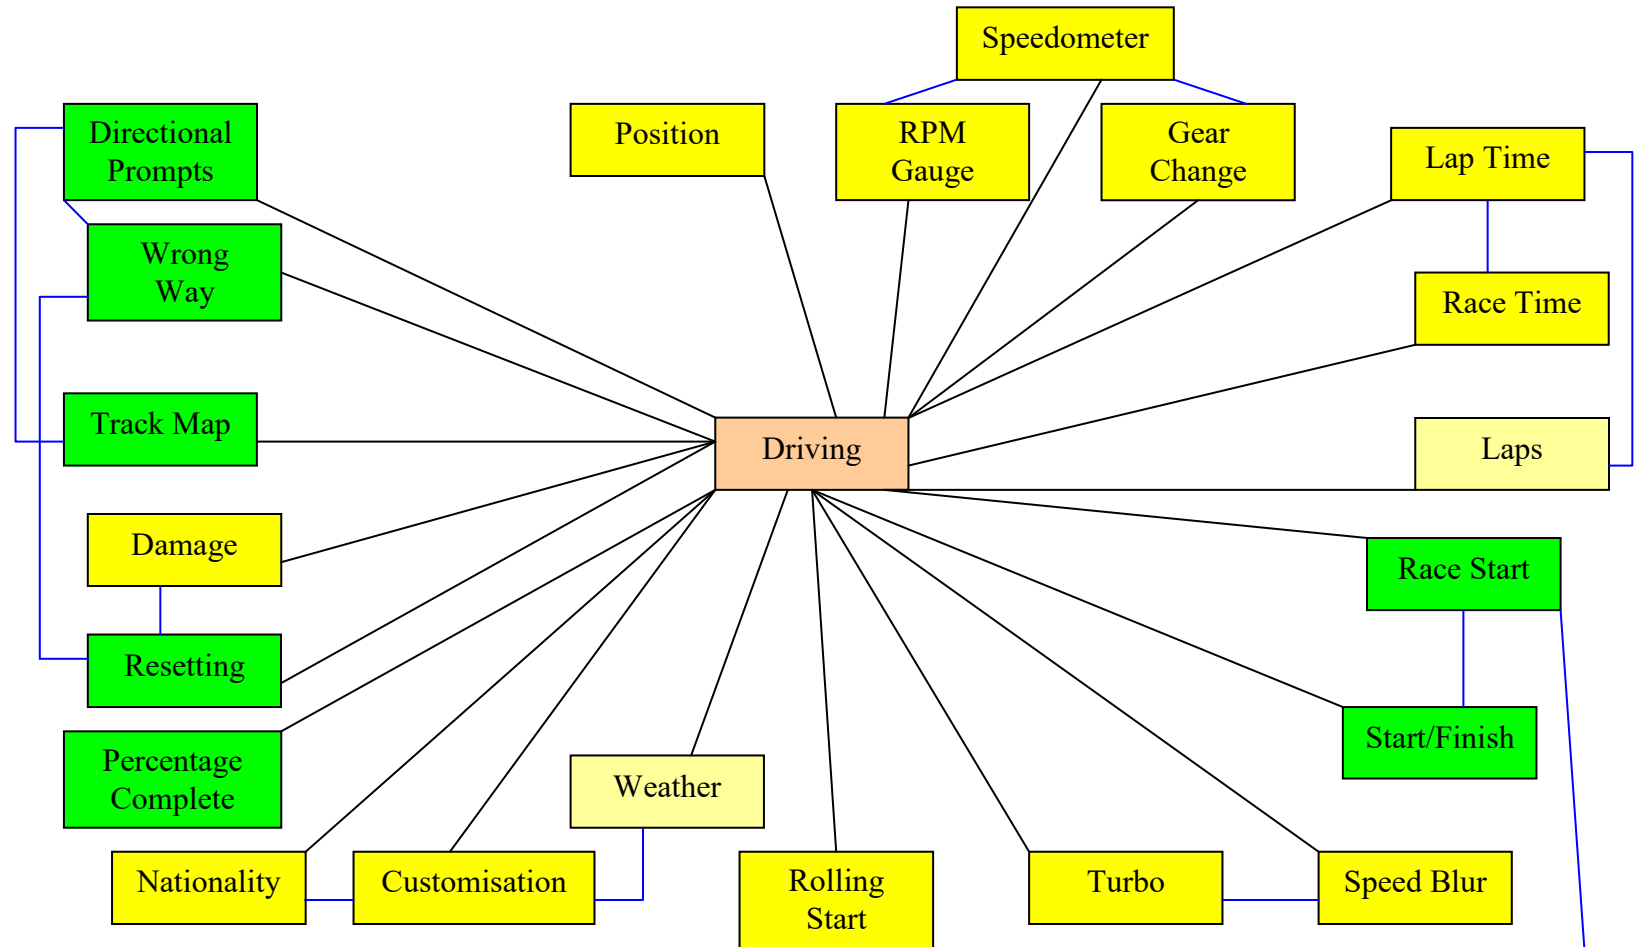 Speedometer
Directional
Prompts
Position
RPM
Gauge
Gear
Change
Lap Time
Wrong
Way
Race Time
Track Map
Driving
Laps
Damage
Race Start
Resetting
Start/Finish
Percentage
Complete
Weather
Nationality
Customisation
Rolling
Start
Turbo
Speed Blur